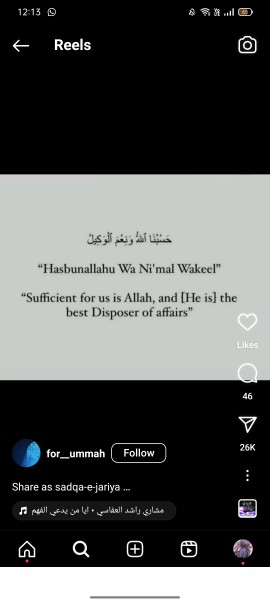 12:13
65
Reels
حَسْبُنَا ٱللَّهُ وَنِعْمَ ٱلْوَكِيلُ
“Hasbunallahu Wa Ni’mal Wakeel”
“Sufficient for us is Allah, and [He is] the
best Disposer of affairs”
Likes
46
26K
for__ummah
Follow
Share as sadqa-e-jariya ...
مشاري راشد العفاسي • ايا من يدعي الفهم